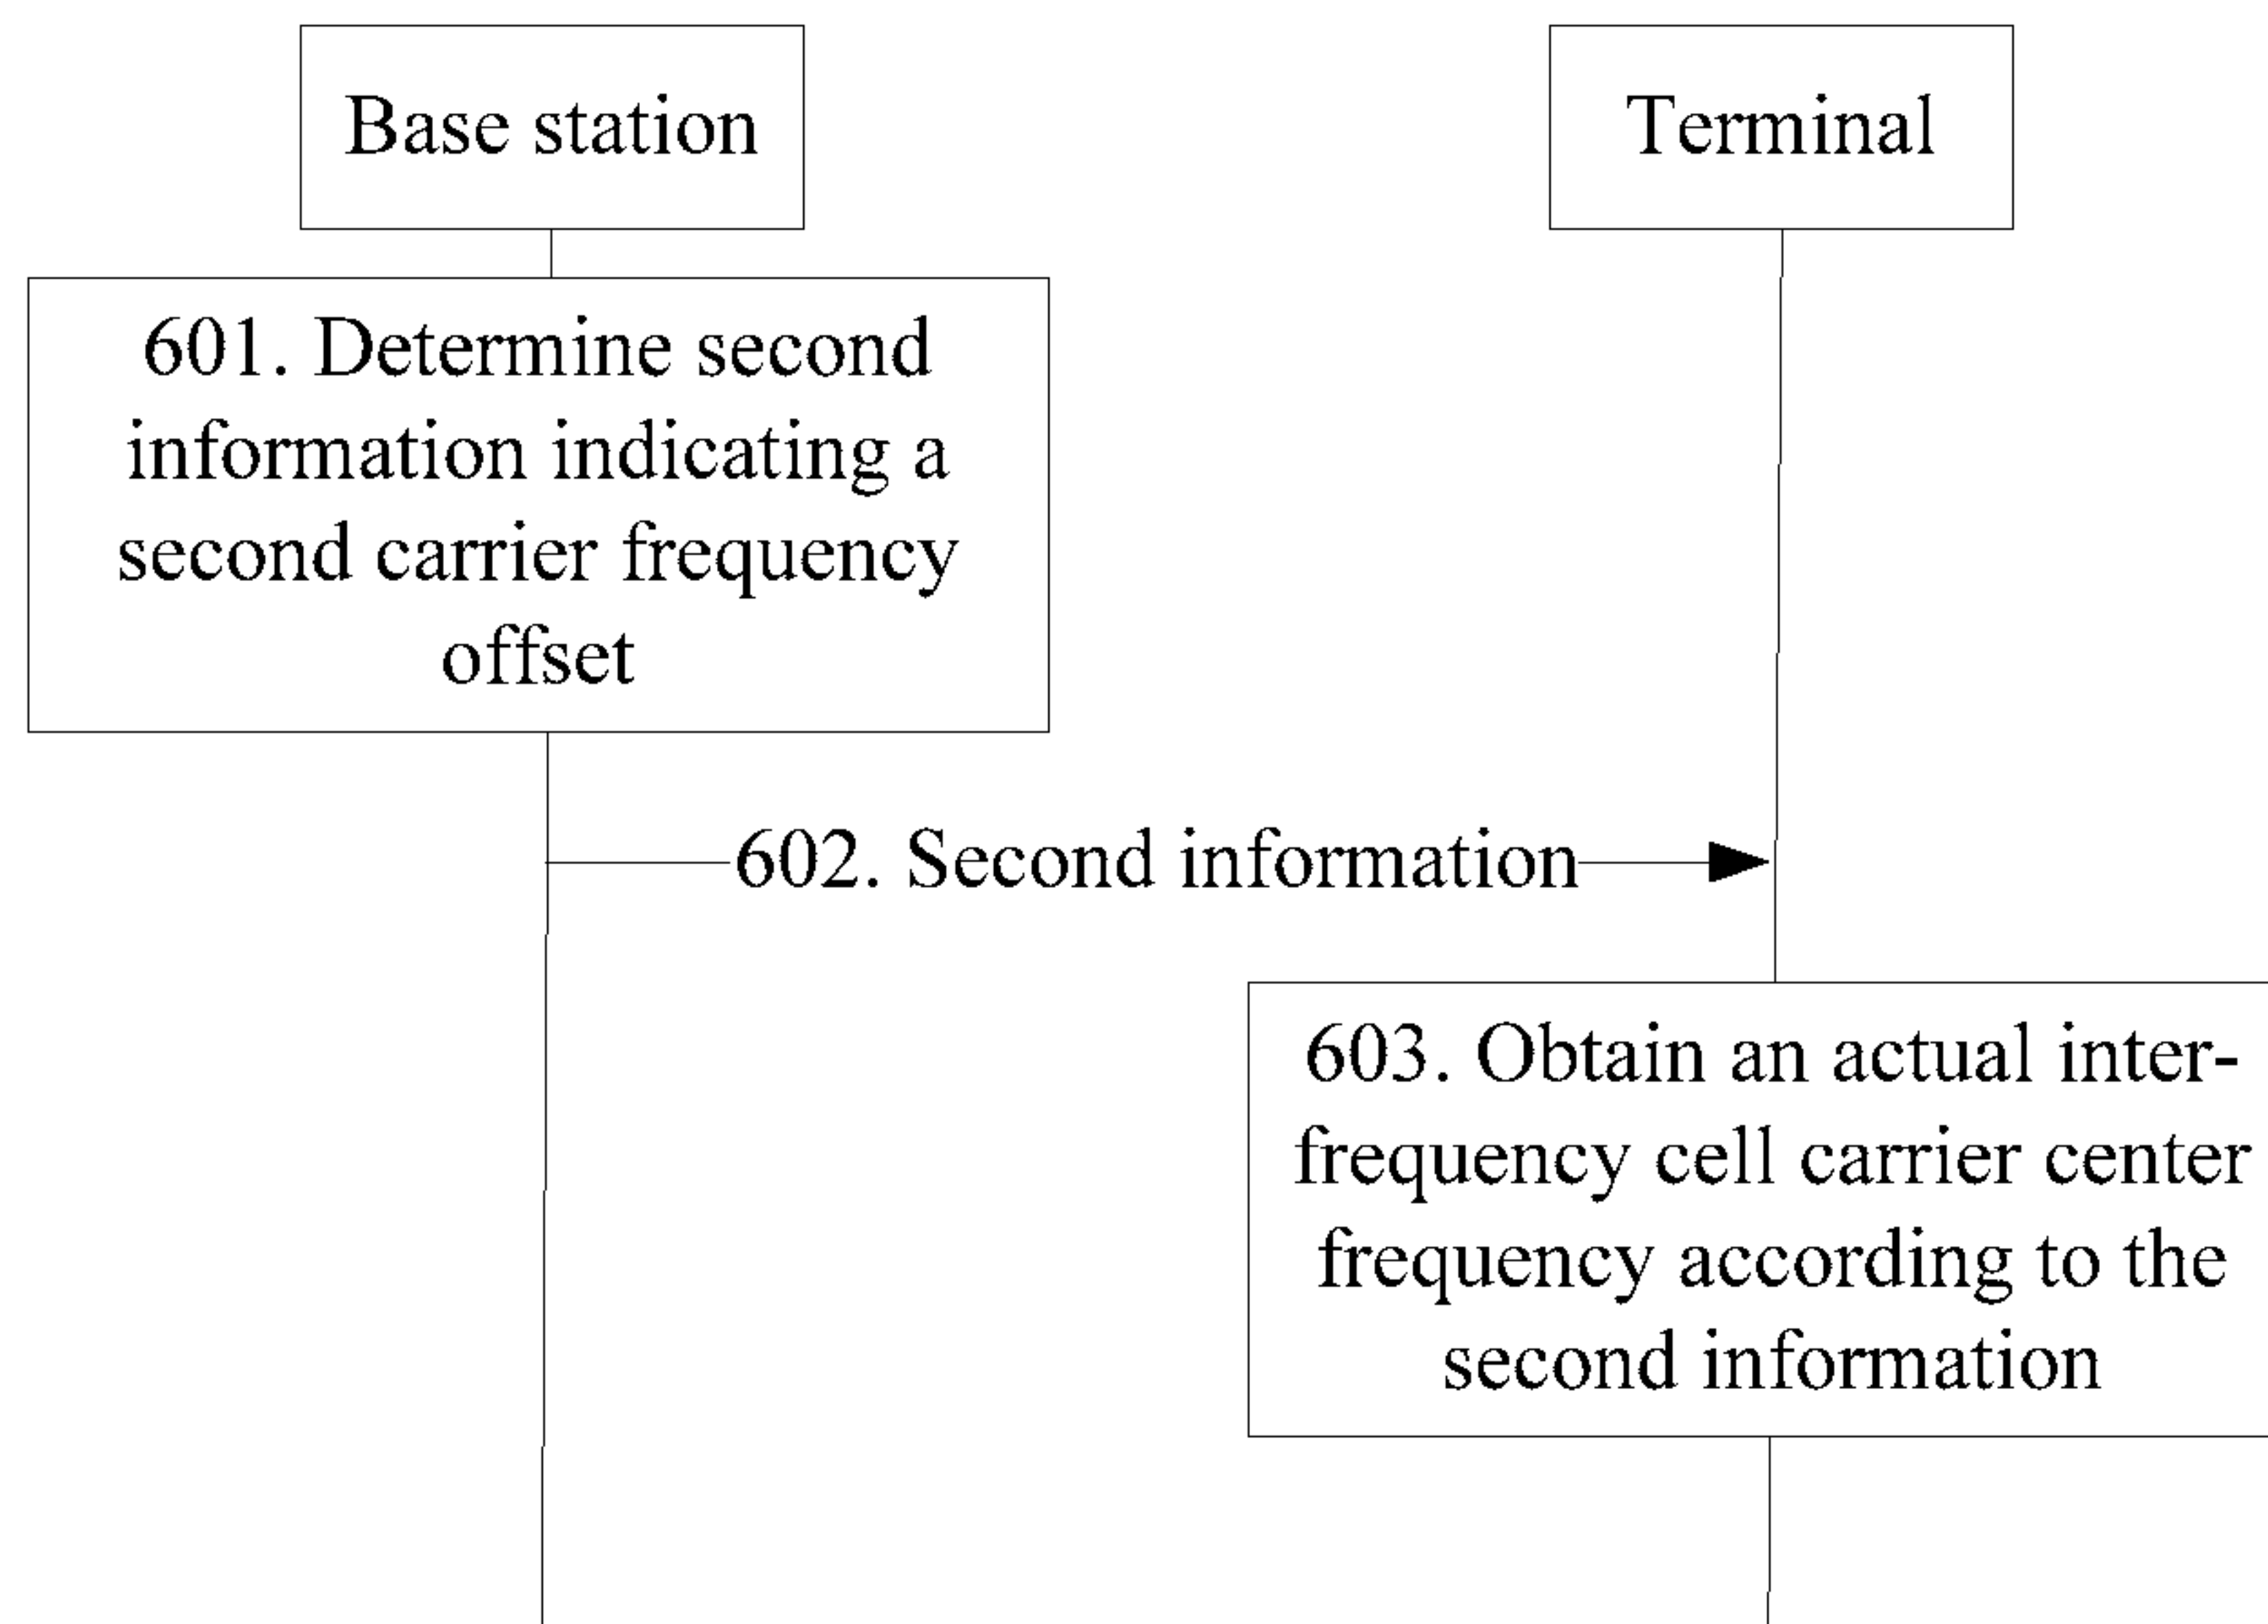 Base station
Terminal
601. Determine second
information indicating a
second carrier frequency
offset
602. Second information
603. Obtain an actual inter-
frequency cell carrier center
frequency according to the
second information